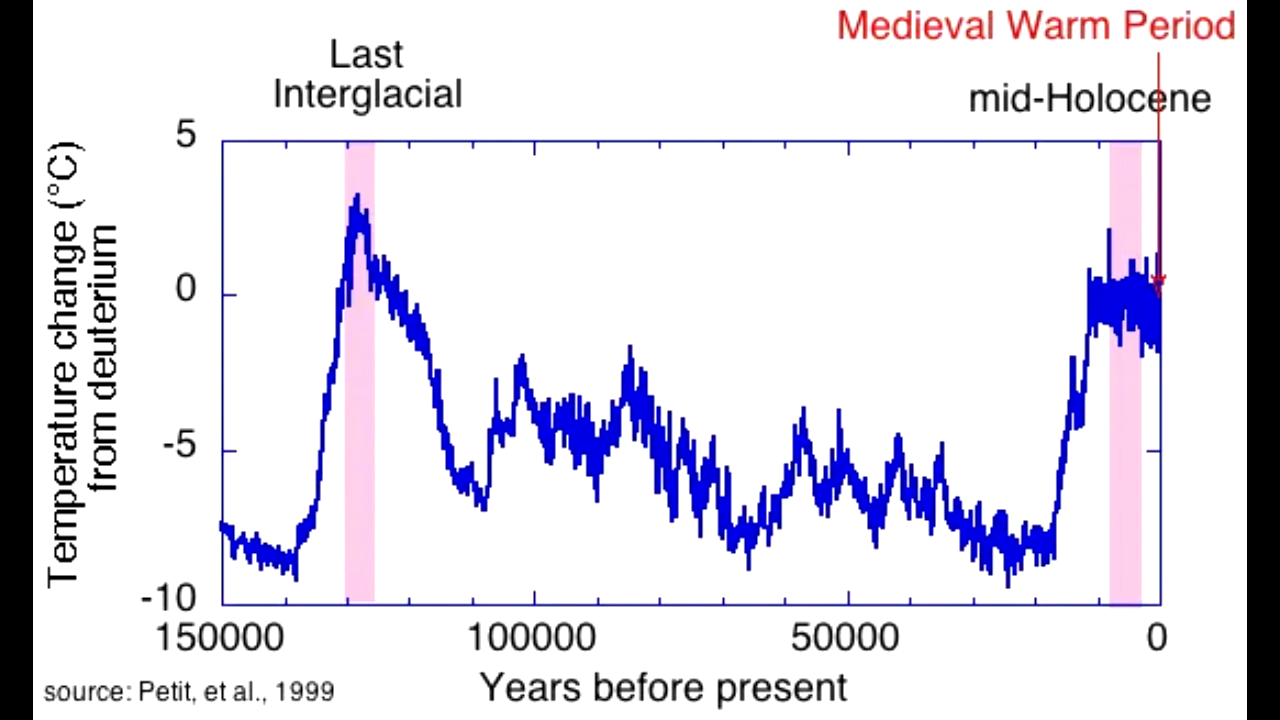 Medieval Warm Period
Last
Interglacial
mid-Holocene
Temperature change (°C)
from deuterium
5
0
-5
-10
150000 100000 50000 0
Years before present
source: Petit, et al., 1999